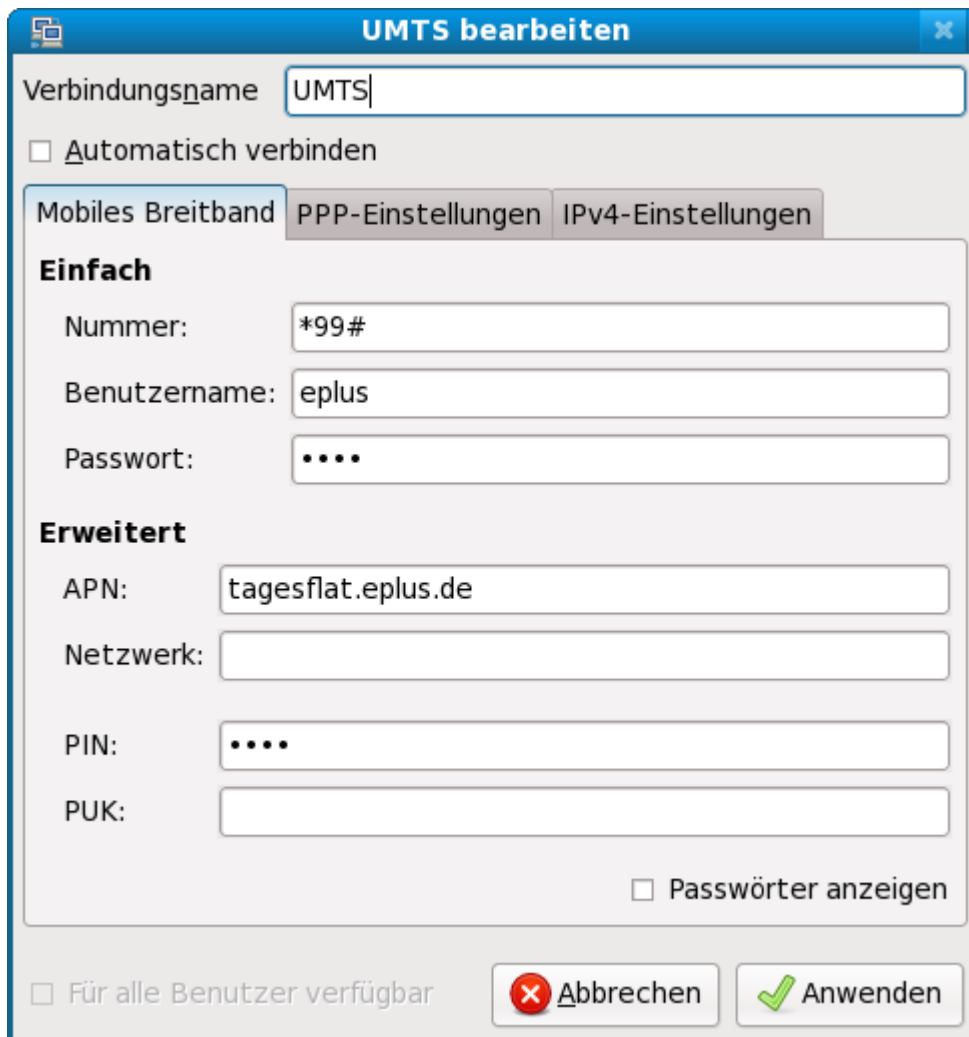 UMTS bearbeiten
Verbindungsname UMTS
Automatisch verbinden
Mobiles Breitband PPP-Einstellungen IPv4-Einstellungen
Einfach
Nummer: *99#
Benutzername: eplus
Passwort: ••••
Erweitert
APN: tagesflat.eplus.de
Netzwerk:
PIN: ••••
PUK:
Passwörter anzeigen
Für alle Benutzer verfügbar Abbrechen Anwenden